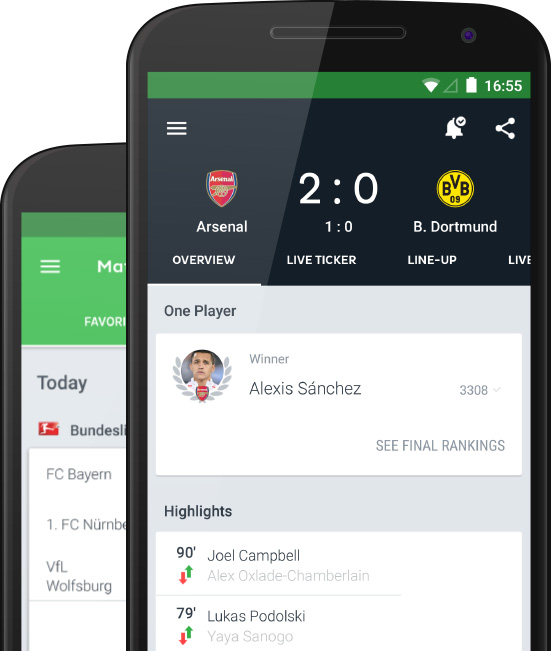 16:55
Arsenal
BVB
09
2 : 0
Arsenal
1 : 0
B. Dortmund
OVERVIEW
LIVE TICKER
LINE-UP
LIVE
One Player
Winner
Alexis Sánchez
3308
SEE FINAL RANKINGS
Highlights
90'
Joel Campbell
Alex Oxlade-Chamberlain
79'
Lukas Podolski
Yaya Sanogo
Ma
FAVORI
Today
Bundesli
FC Bayern
1. FC Nürnbe
VfL
Wolfsburg